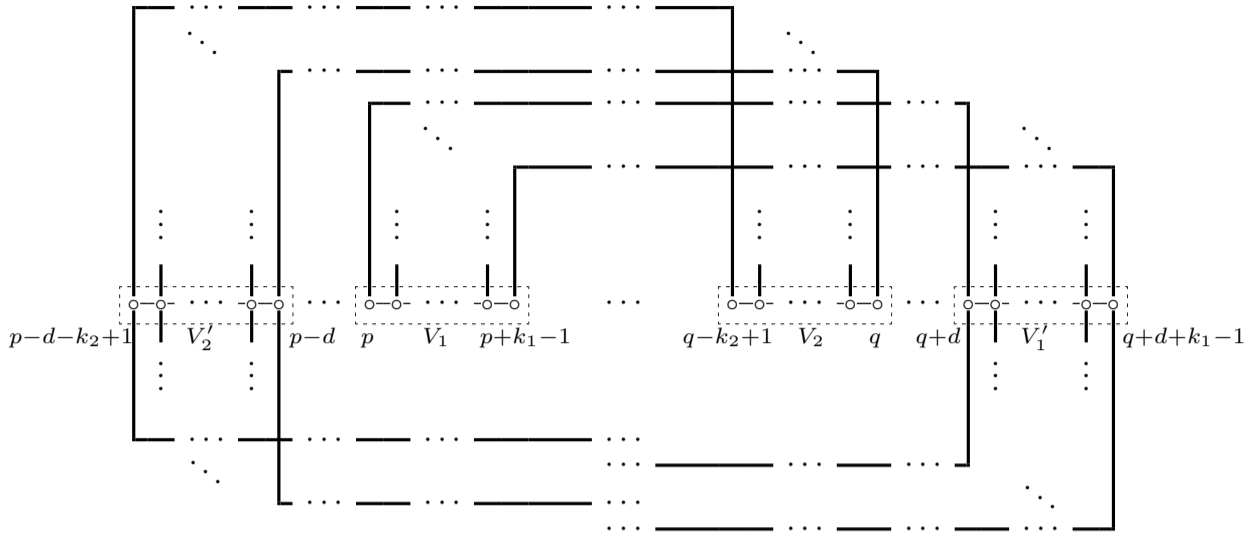 p−d−k₂+1 V₂′ p−d p V₁ p+k₁−1 q−k₂+1 V₂ q q+d V₁′ q+d+k₁−1